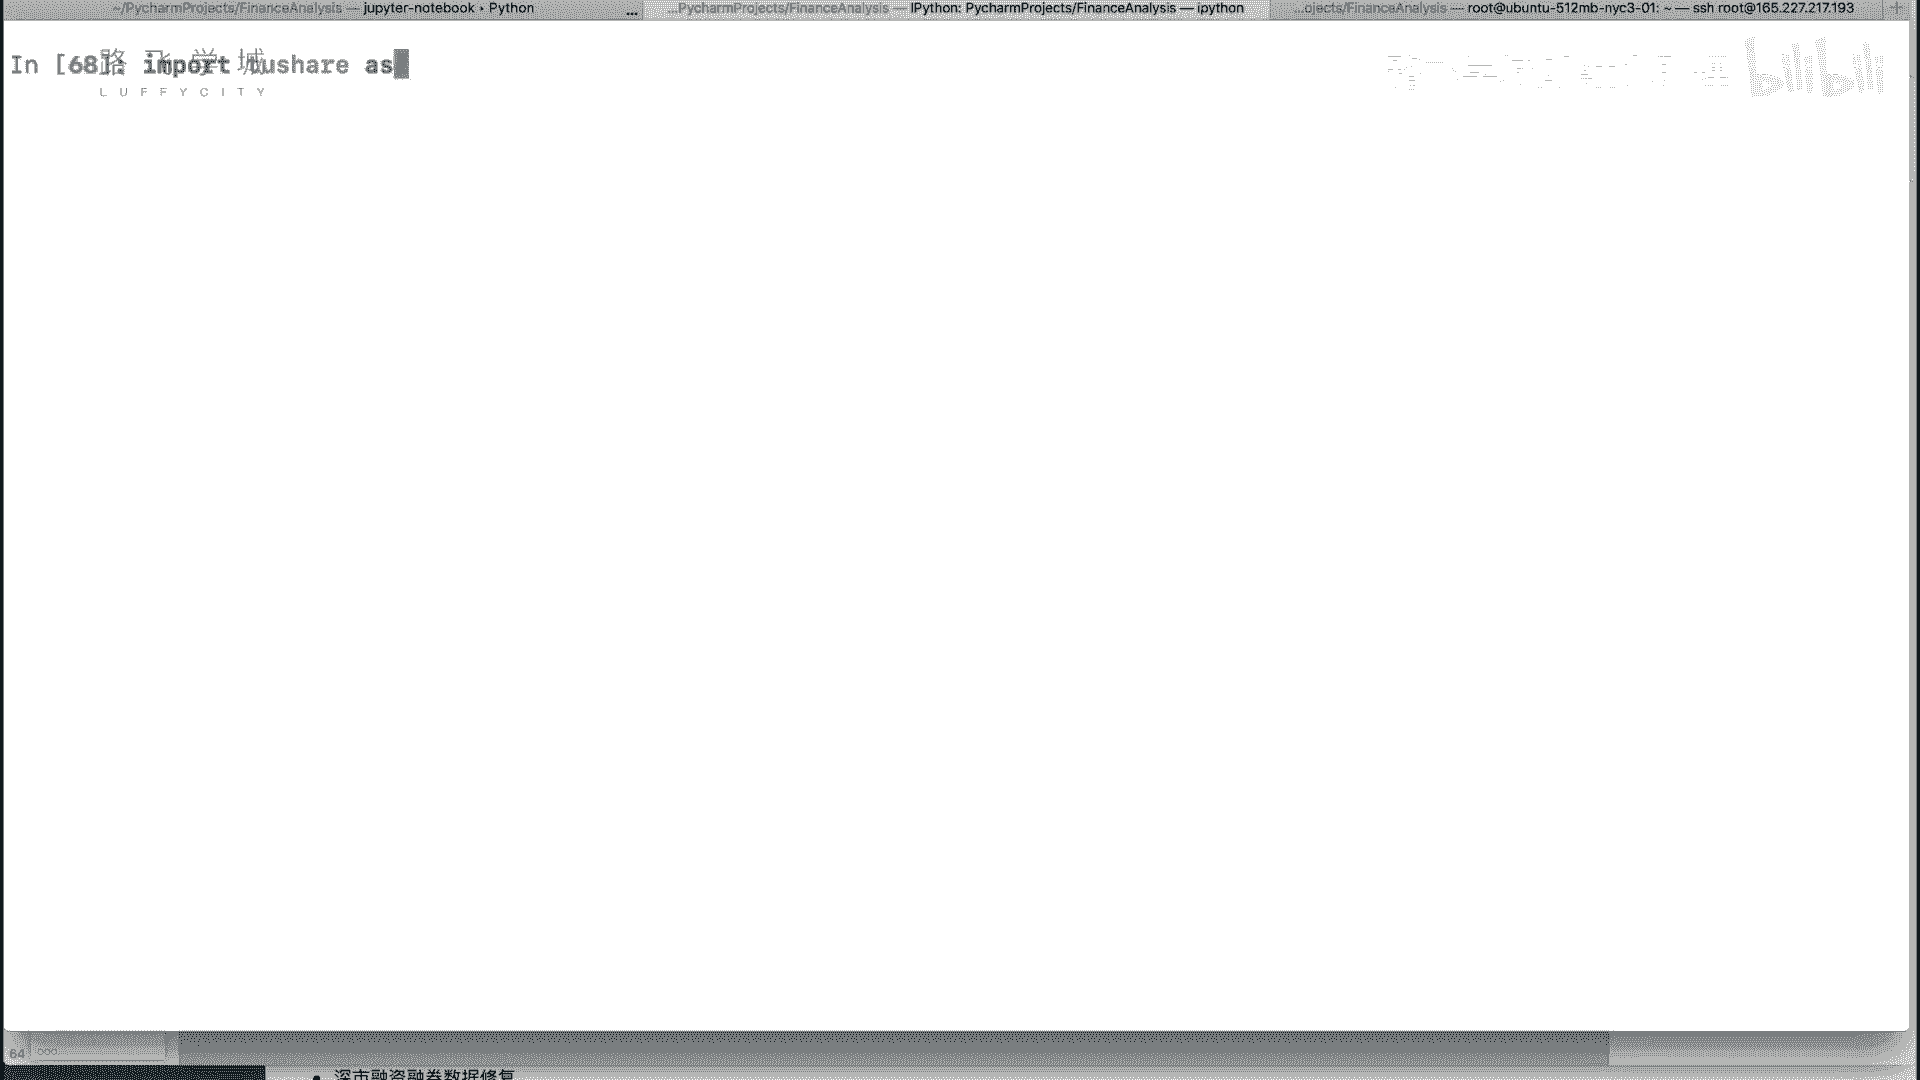 ~/PycharmProjects/FinanceAnalysis — jupyter-notebook • Python ... ...PycharmProjects/FinanceAnalysis — IPython: PycharmProjects/FinanceAnalysis — ipython ...ojects/FinanceAnalysis — root@ubuntu-512mb-nyc3-01: ~ — ssh root@165.227.217.193 +
In [68]: import tushare as
路飞学城
LUFFYCITY
bilibili
64
深市融资融券数据修复